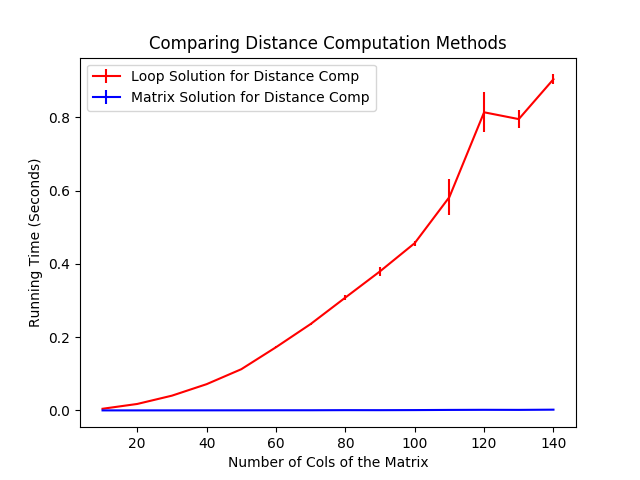 Comparing Distance Computation Methods
Loop Solution for Distance Comp
Matrix Solution for Distance Comp
Running Time (Seconds)
0.8
0.6
0.4
0.2
0.0
20 40 60 80 100 120 140
Number of Cols of the Matrix